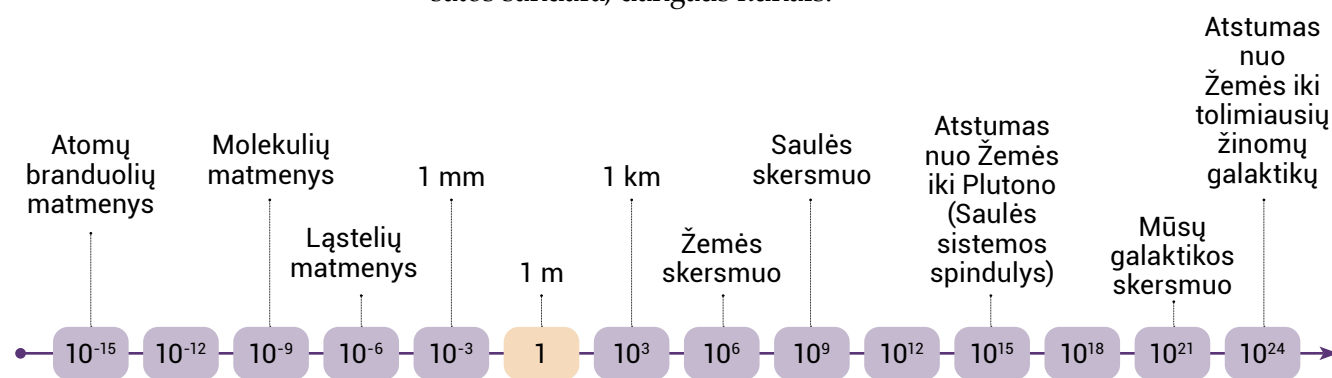 Atomų
branduolių
matmenys
Molekulių
matmenys
Ląstelių
matmenys
1 mm
1 m
1 km
Žemės
skersmuo
Saulės
skersmuo
Atstumas
nuo Žemės
iki Plutono
(Saulės
sistemos
spindulys)
Mūsų
galaktikos
skersmuo
Atstumas
nuo
Žemės iki
tolimiausių
žinomų
galaktikų
10⁻¹⁵ 10⁻¹² 10⁻⁹ 10⁻⁶ 10⁻³ 1 10³ 10⁶ 10⁹ 10¹² 10¹⁵ 10¹⁸ 10²¹ 10²⁴